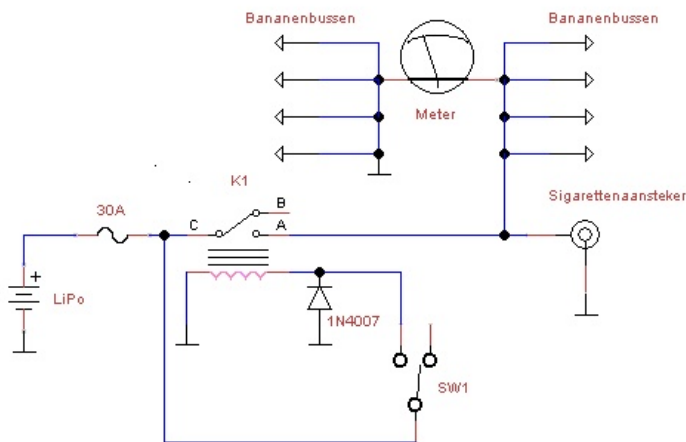 Bananenbussen
Bananenbussen
Meter
K1
B
Sigarettenaansteker
30A
C
A
+
LiPo
1N4007
SW1